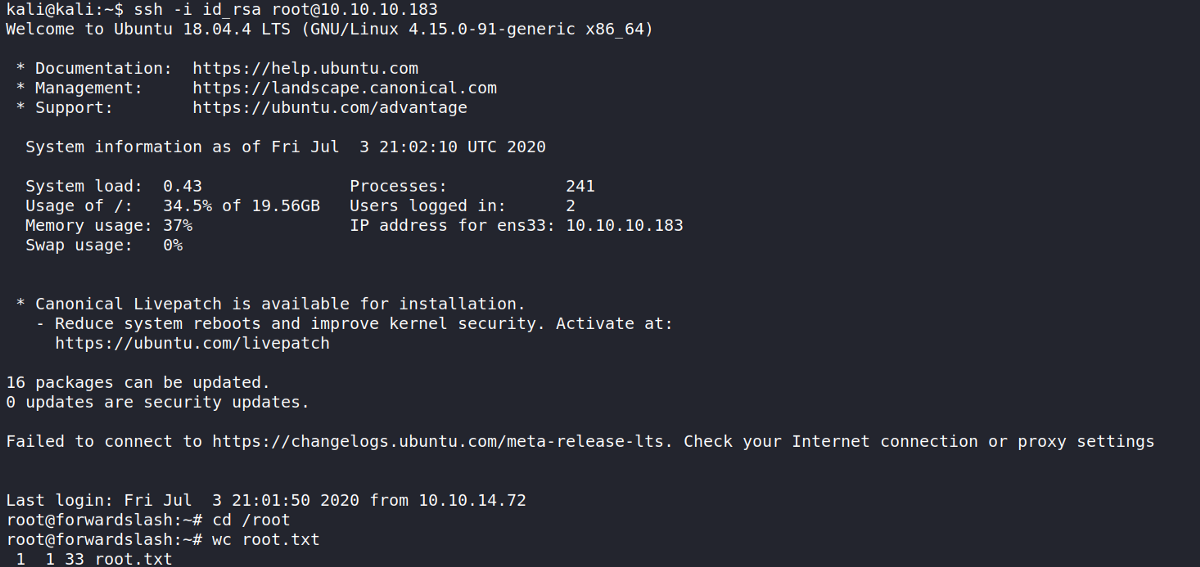 kali@kali:~$ ssh -i id_rsa root@10.10.10.183
Welcome to Ubuntu 18.04.4 LTS (GNU/Linux 4.15.0-91-generic x86_64)
 * Documentation:  https://help.ubuntu.com
 * Management:     https://landscape.canonical.com
 * Support:        https://ubuntu.com/advantage
  System information as of Fri Jul  3 21:02:10 UTC 2020
  System load:  0.43               Processes:            241
  Usage of /:   34.5% of 19.56GB   Users logged in:      2
  Memory usage: 37%                IP address for ens33: 10.10.10.183
  Swap usage:   0%
 * Canonical Livepatch is available for installation.
   - Reduce system reboots and improve kernel security. Activate at:
     https://ubuntu.com/livepatch
16 packages can be updated.
0 updates are security updates.
Failed to connect to https://changelogs.ubuntu.com/meta-release-lts. Check your Internet connection or proxy settings
Last login: Fri Jul  3 21:01:50 2020 from 10.10.14.72
root@forwardslash:~# cd /root
root@forwardslash:~# wc root.txt
 1  1 33 root.txt